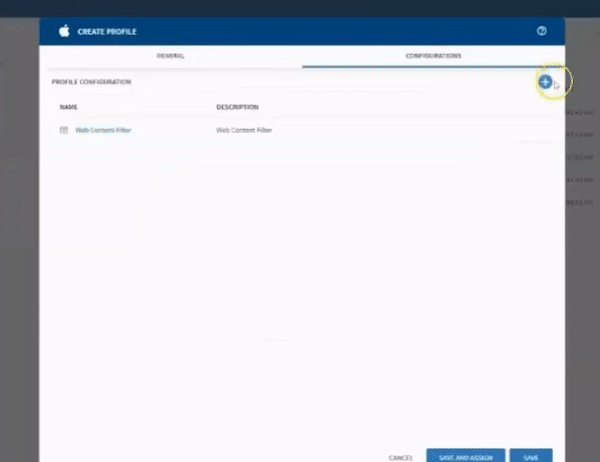 CREATE PROFILE
GENERAL
CONFIGURATIONS
PROFILE CONFIGURATION
NAME
DESCRIPTION
Web Content Filter
Web Content Filter
CANCEL
SAVE AND ASSIGN
SAVE